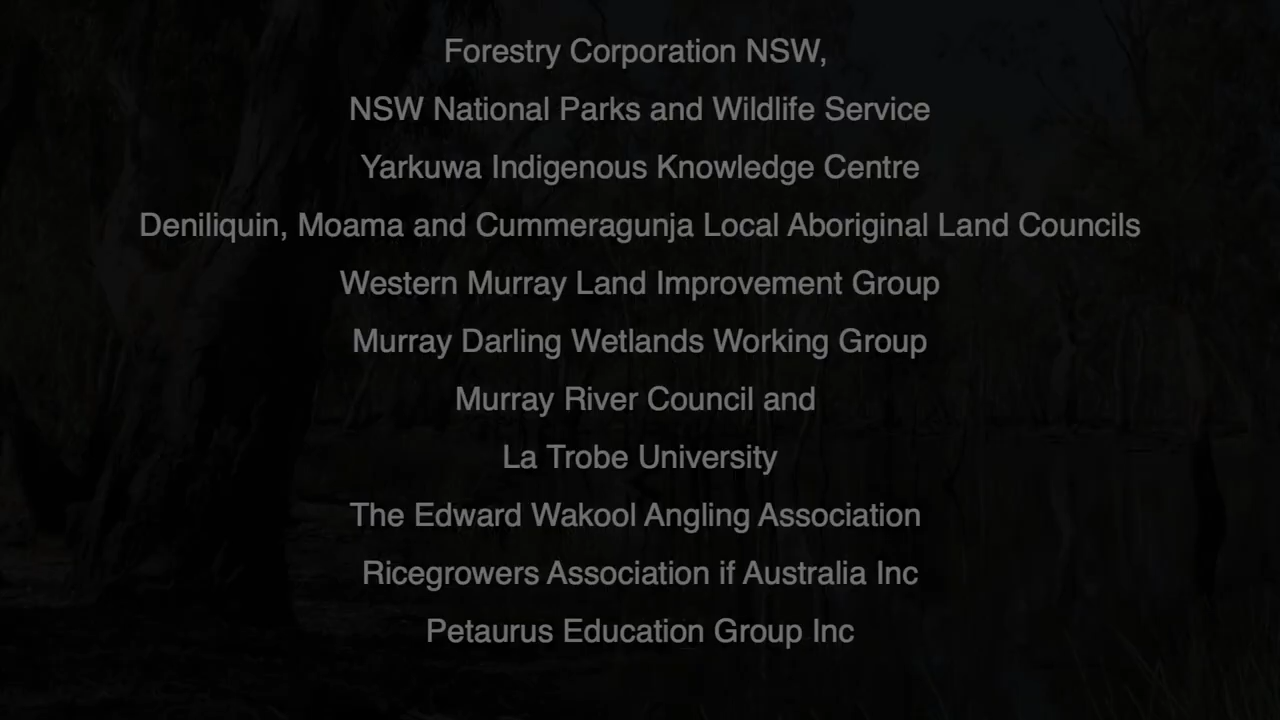 Forestry Corporation NSW,
NSW National Parks and Wildlife Service
Yarkuwa Indigenous Knowledge Centre
Deniliquin, Moama and Cummeragunja Local Aboriginal Land Councils
Western Murray Land Improvement Group
Murray Darling Wetlands Working Group
Murray River Council and
La Trobe University
The Edward Wakool Angling Association
Ricegrowers Association if Australia Inc
Petaurus Education Group Inc